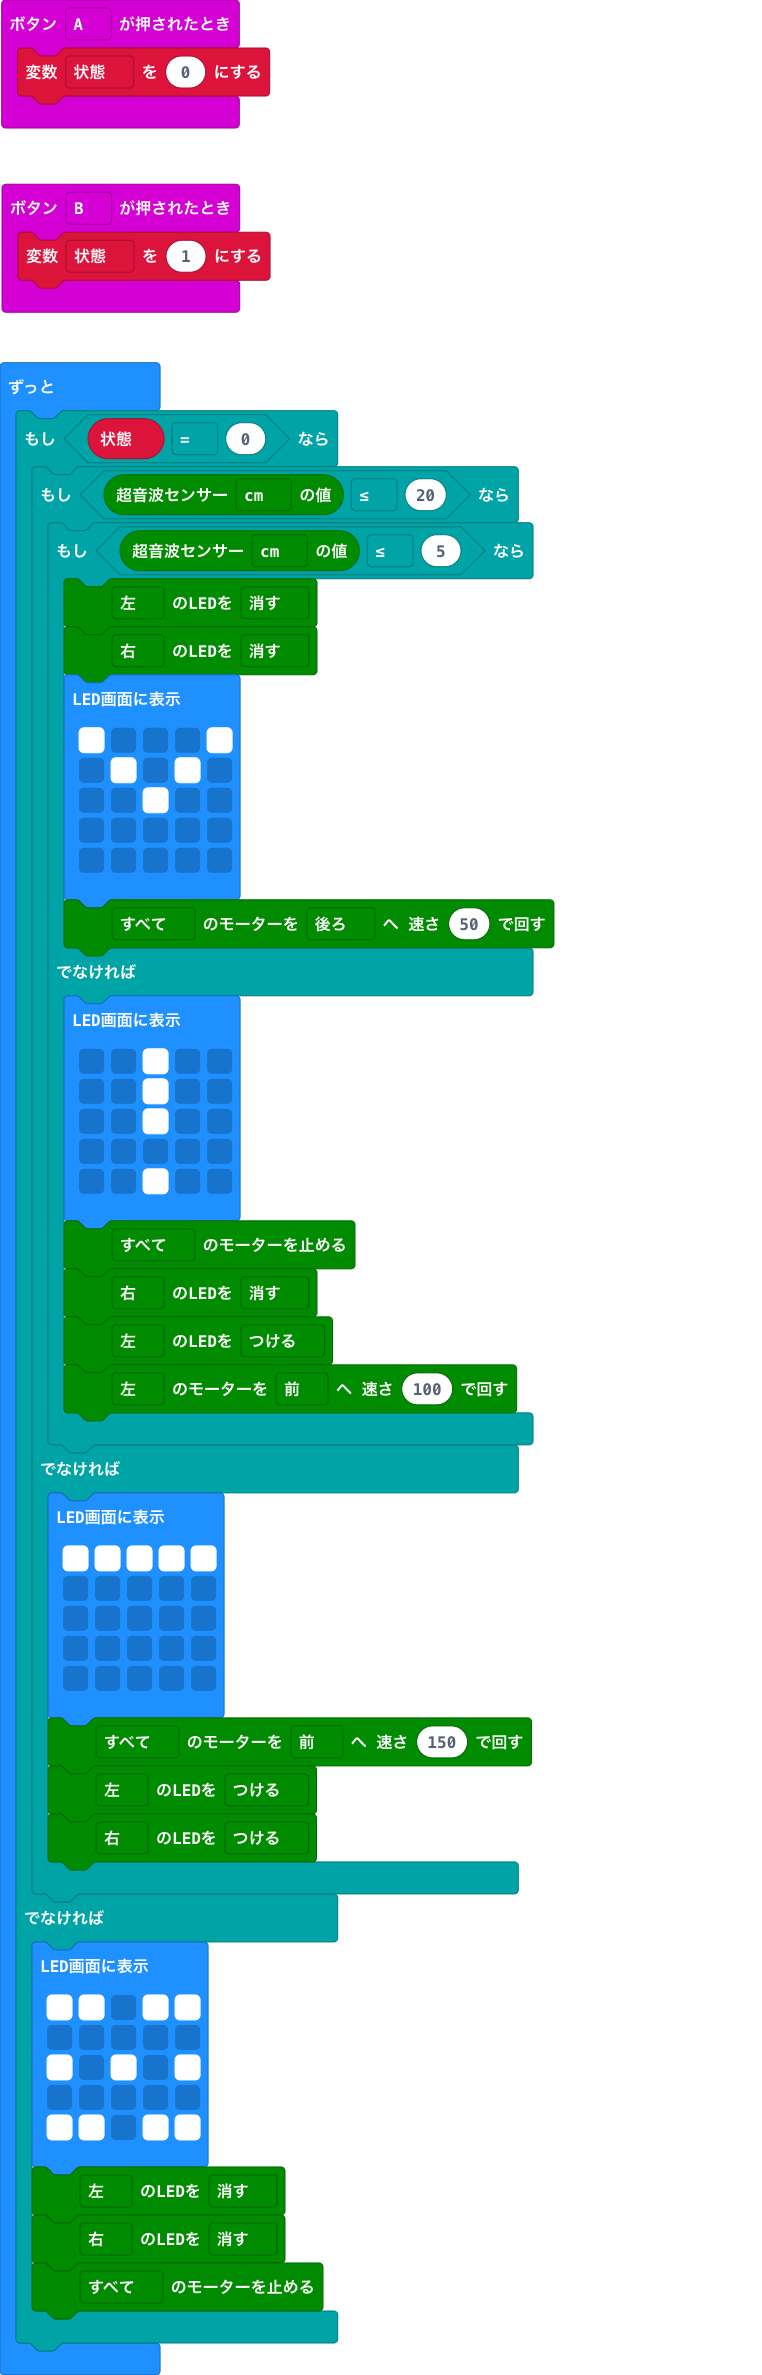 ボタン A が押されたとき
変数 状態 を 0 にする
ボタン B が押されたとき
変数 状態 を 1 にする
ずっと
もし 状態 = 0 なら
もし 超音波センサー cm の値 ≤ 20 なら
もし 超音波センサー cm の値 ≤ 5 なら
左 のLEDを 消す
右 のLEDを 消す
LED画面に表示
すべて のモーターを 後ろ へ 速さ 50 で回す
でなければ
LED画面に表示
すべて のモーターを止める
右 のLEDを 消す
左 のLEDを つける
左 のモーターを 前 へ 速さ 100 で回す
でなければ
LED画面に表示
すべて のモーターを 前 へ 速さ 150 で回す
左 のLEDを つける
右 のLEDを つける
でなければ
LED画面に表示
左 のLEDを 消す
右 のLEDを 消す
すべて のモーターを止める